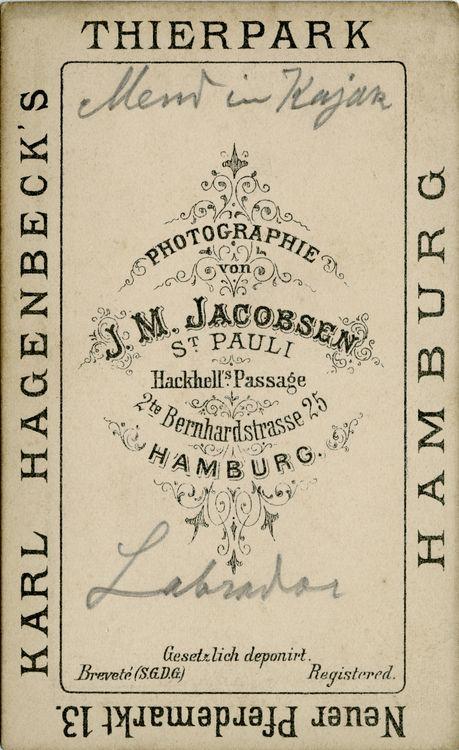 THIERPARK
KARL HAGENBECK'S
HAMBURG
Neuer Pferdemarkt 13.
Mend in Kajak
PHOTOGRAPHIE
von
J. M. JACOBSEN
ST. PAULI
Hackhell's Passage
2te Bernhardstrasse 25
HAMBURG.
Labrador
Gesetzlich deponirt.
Breveté (S.G.D.G) Registered.